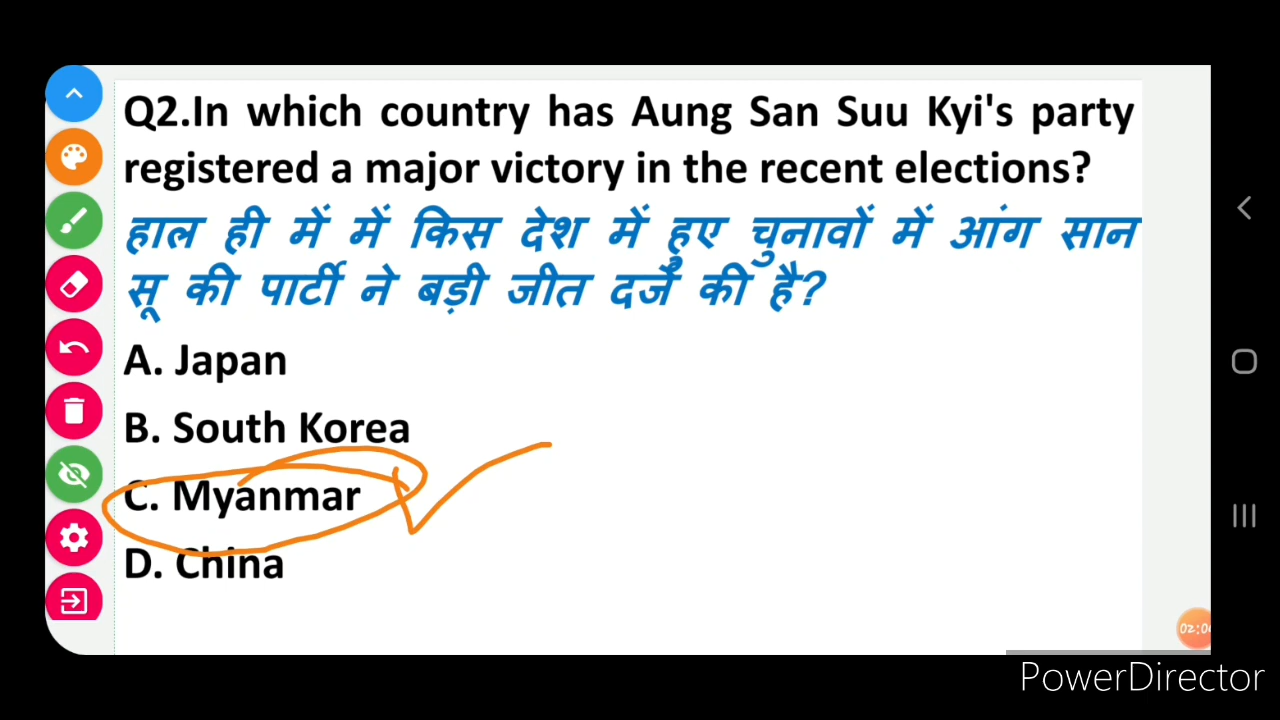 Q2.In which country has Aung San Suu Kyi's party
registered a major victory in the recent elections?
हाल ही में में किस देश में हुए चुनावों में आंग सान
सू की पार्टी ने बड़ी जीत दर्ज की है?
A. Japan
B. South Korea
C. Myanmar
D. China
PowerDirector